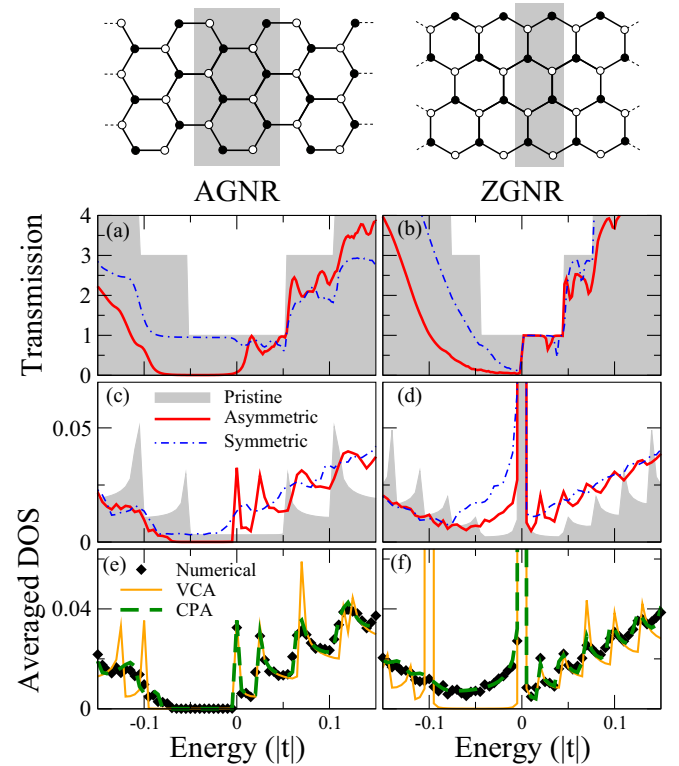 AGNR ZGNR
Transmission
4
3
2
1
0
(a) (b)
(c) (d)
Pristine
Asymmetric
Symmetric
0.05
0
Averaged DOS
(e) (f)
Numerical
VCA
CPA
0.04
0
-0.1 0 0.1 -0.1 0 0.1
Energy (|t|) Energy (|t|)